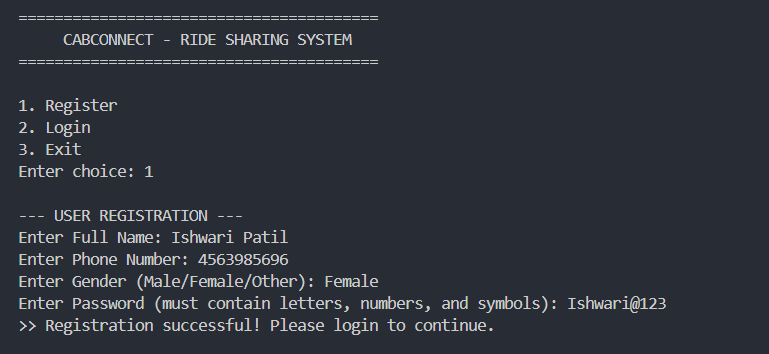 ========================================
CABCONNECT - RIDE SHARING SYSTEM
========================================
1. Register
2. Login
3. Exit
Enter choice: 1
--- USER REGISTRATION ---
Enter Full Name: Ishwari Patil
Enter Phone Number: 4563985696
Enter Gender (Male/Female/Other): Female
Enter Password (must contain letters, numbers, and symbols): Ishwari@123
>> Registration successful! Please login to continue.